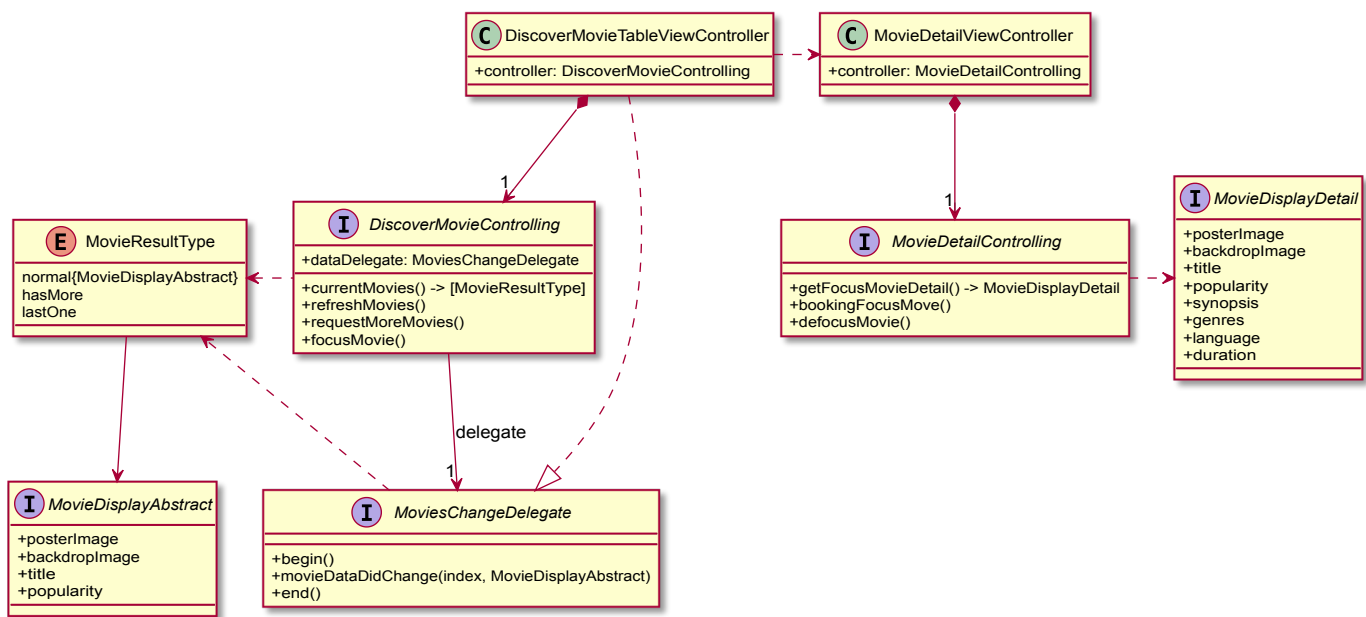 C DiscoverMovieTableViewController
+controller: DiscoverMovieControlling
C MovieDetailViewController
+controller: MovieDetailControlling
1
1
E MovieResultType
normal{MovieDisplayAbstract}
hasMore
lastOne
I DiscoverMovieControlling
+dataDelegate: MoviesChangeDelegate
+currentMovies() -> [MovieResultType]
+refreshMovies()
+requestMoreMovies()
+focusMovie()
I MovieDetailControlling
+getFocusMovieDetail() -> MovieDisplayDetail
+bookingFocusMove()
+defocusMovie()
I MovieDisplayDetail
+posterImage
+backdropImage
+title
+popularity
+synopsis
+genres
+language
+duration
delegate
1
I MovieDisplayAbstract
+posterImage
+backdropImage
+title
+popularity
I MoviesChangeDelegate
+begin()
+movieDataDidChange(index, MovieDisplayAbstract)
+end()